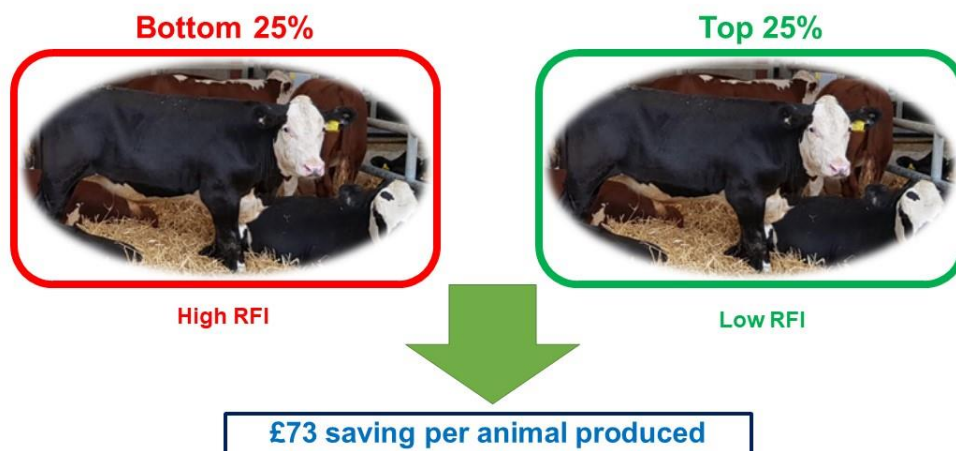 Bottom 25%
Top 25%
High RFI
Low RFI
£73 saving per animal produced